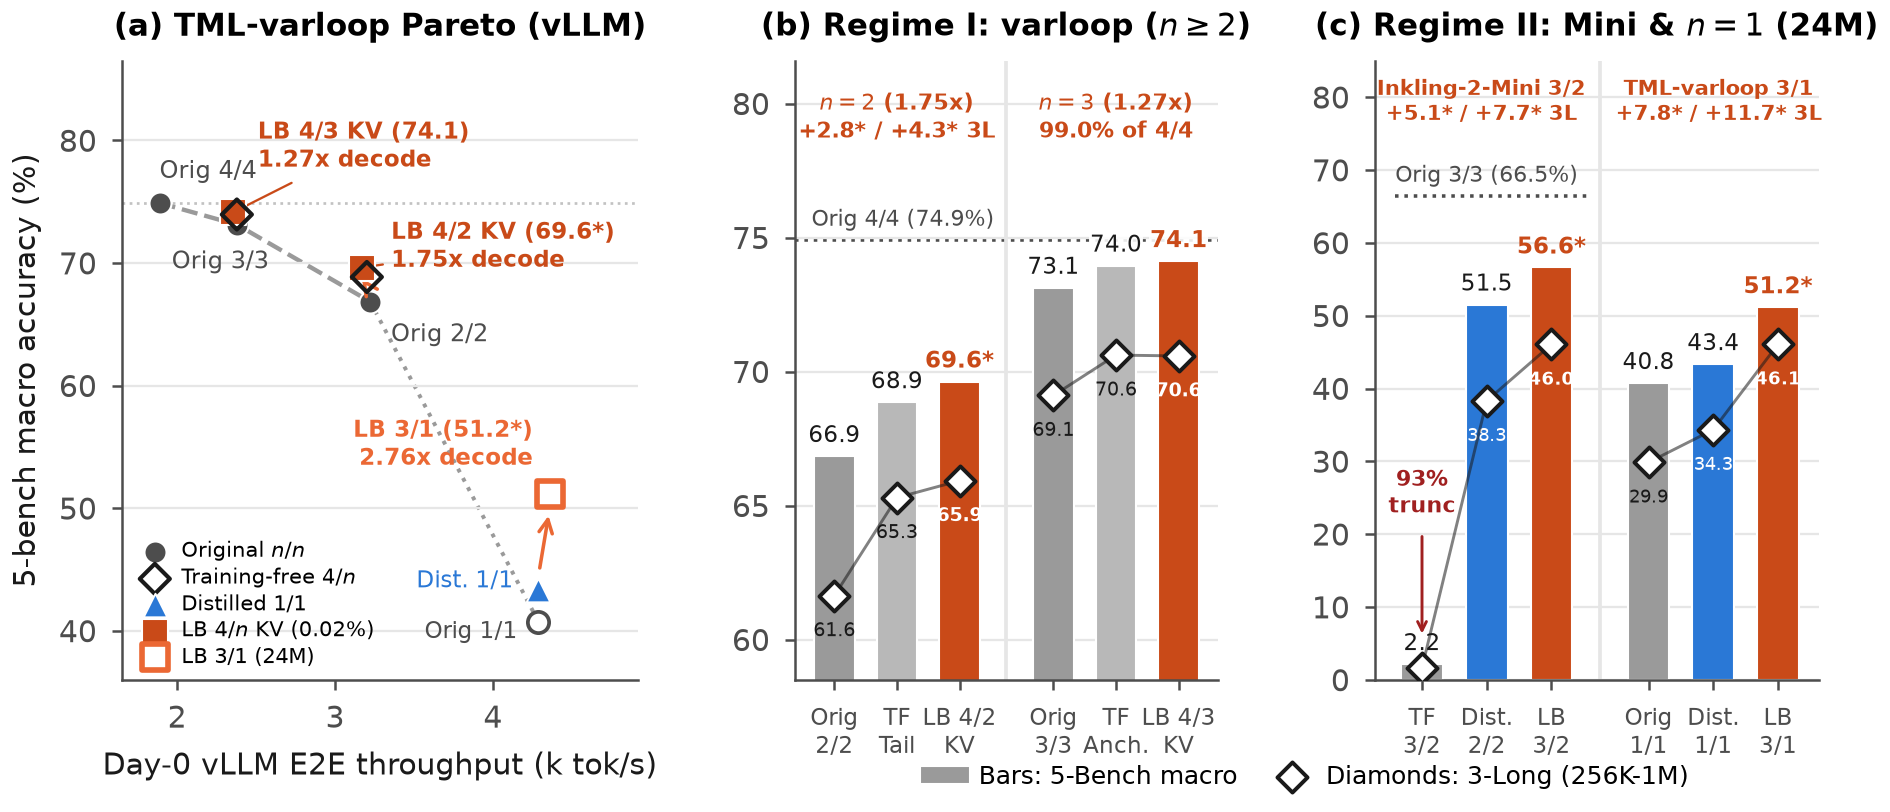 (a) TML-varloop Pareto (vLLM)
5-bench macro accuracy (%)
80
70
60
50
40
LB 4/3 KV (74.1)
1.27x decode
Orig 4/4
Orig 3/3
LB 4/2 KV (69.6*)
1.75x decode
Orig 2/2
LB 3/1 (51.2*)
2.76x decode
Dist. 1/1
Orig 1/1
Original n/n
Training-free 4/n
Distilled 1/1
LB 4/n KV (0.02%)
LB 3/1 (24M)
2 3 4
Day-0 vLLM E2E throughput (k tok/s)
(b) Regime I: varloop (n ≥ 2)
80
75
70
65
60
n = 2 (1.75x)
+2.8* / +4.3* 3L
n = 3 (1.27x)
99.0% of 4/4
Orig 4/4 (74.9%)
66.9
68.9
69.6*
73.1
74.0
74.1
61.6
65.3
65.9
69.1
70.6
70.6
Orig TF LB 4/2 Orig TF LB 4/3
2/2 Tail KV 3/3 Anch. KV
(c) Regime II: Mini & n = 1 (24M)
80
70
60
50
40
30
20
10
0
Inkling-2-Mini 3/2
+5.1* / +7.7* 3L
TML-varloop 3/1
+7.8* / +11.7* 3L
Orig 3/3 (66.5%)
93%
trunc
2.2
51.5
56.6*
40.8
43.4
51.2*
38.3
46.0
29.9
34.3
46.1
TF Dist. LB Orig Dist. LB
3/2 2/2 3/2 1/1 1/1 3/1
Bars: 5-Bench macro
Diamonds: 3-Long (256K-1M)